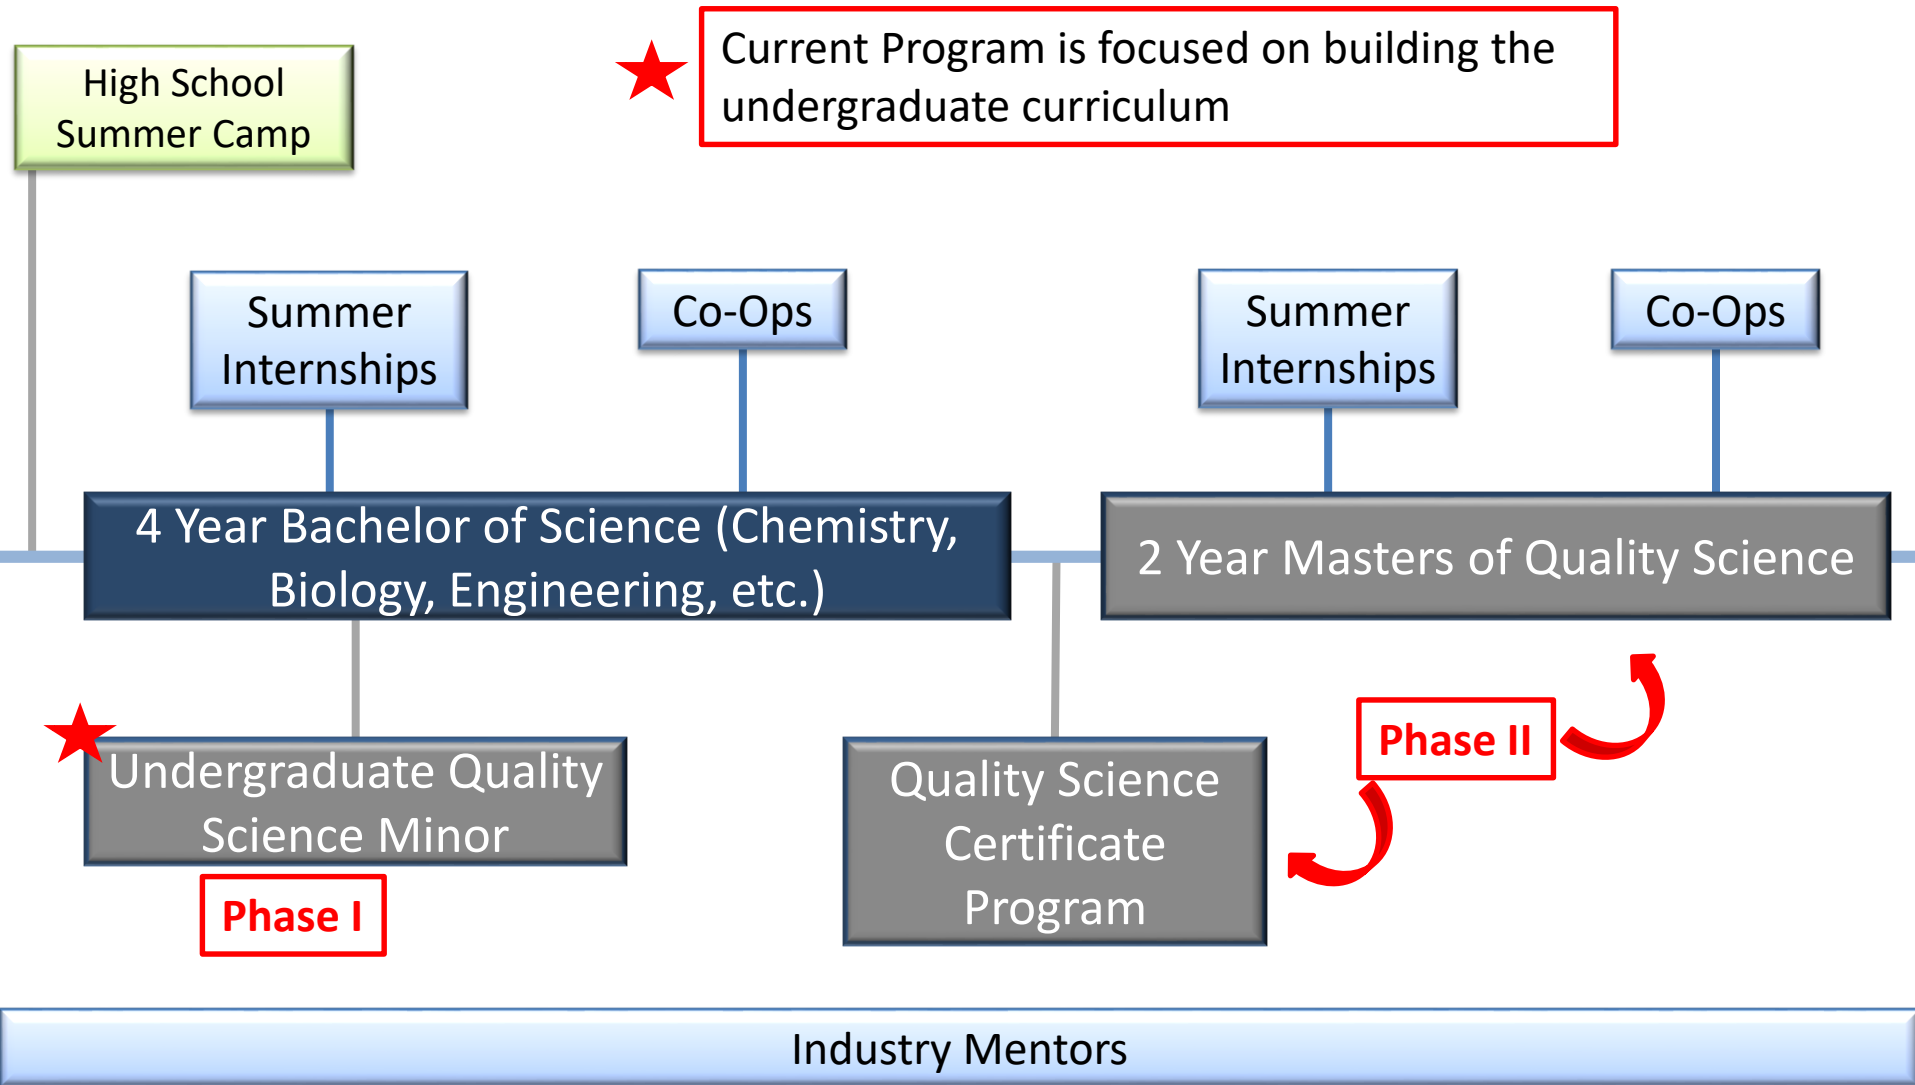 Current Program is focused on building the
undergraduate curriculum
High School
Summer Camp
Summer
Internships
Co-Ops
Summer
Internships
Co-Ops
4 Year Bachelor of Science (Chemistry,
Biology, Engineering, etc.)
2 Year Masters of Quality Science
Undergraduate Quality
Science Minor
Phase I
Quality Science
Certificate
Program
Phase II
Industry Mentors